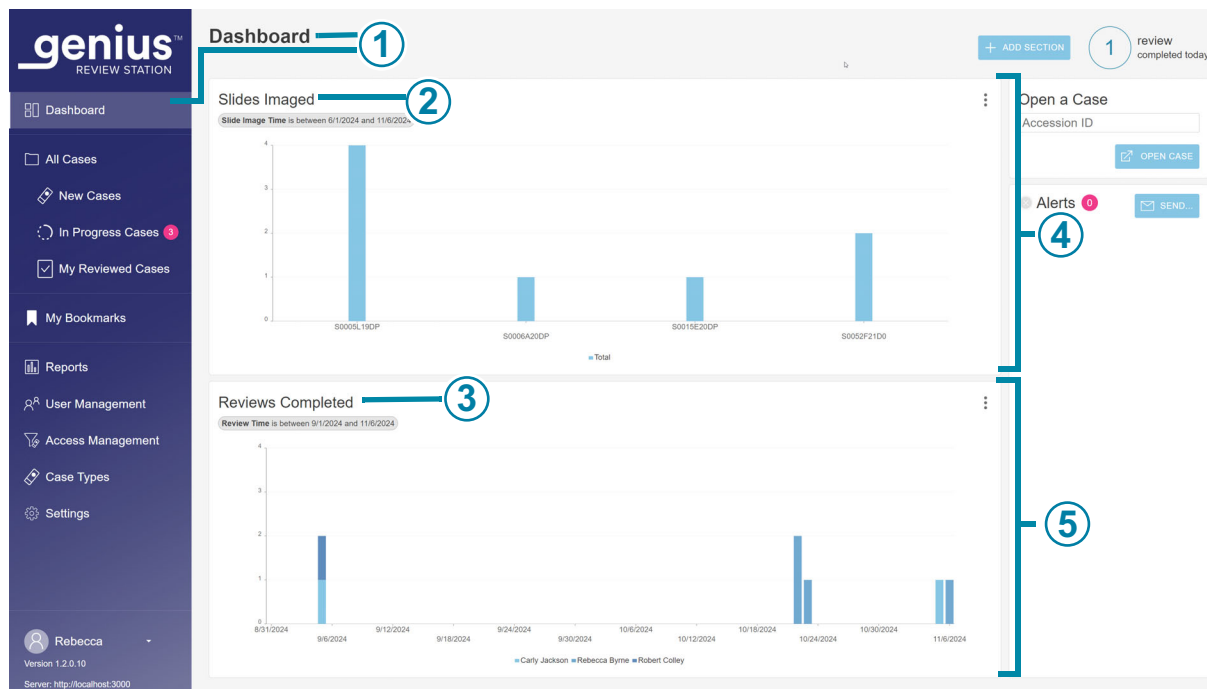 genius™
REVIEW STATION
Dashboard
All Cases
New Cases
In Progress Cases 3
My Reviewed Cases
My Bookmarks
Reports
User Management
Access Management
Case Types
Settings
Rebecca
Version 1.2.0.10
Server: http://localhost:3000
Dashboard
1
+ ADD SECTION
1
review
completed today
Slides Imaged
2
Slide Image Time is between 6/1/2024 and 11/6/2024
4
3
2
1
0
S0005L19DP
S0006A20DP
S0015E20DP
S0052F21D0
Total
4
Open a Case
Accession ID
OPEN CASE
Alerts 0
SEND...
Reviews Completed
3
Review Time is between 9/1/2024 and 11/6/2024
4
3
2
1
0
8/31/2024
9/6/2024
9/12/2024
9/18/2024
9/24/2024
9/30/2024
10/6/2024
10/12/2024
10/18/2024
10/24/2024
10/30/2024
11/6/2024
Carly Jackson Rebecca Byrne Robert Colley
5